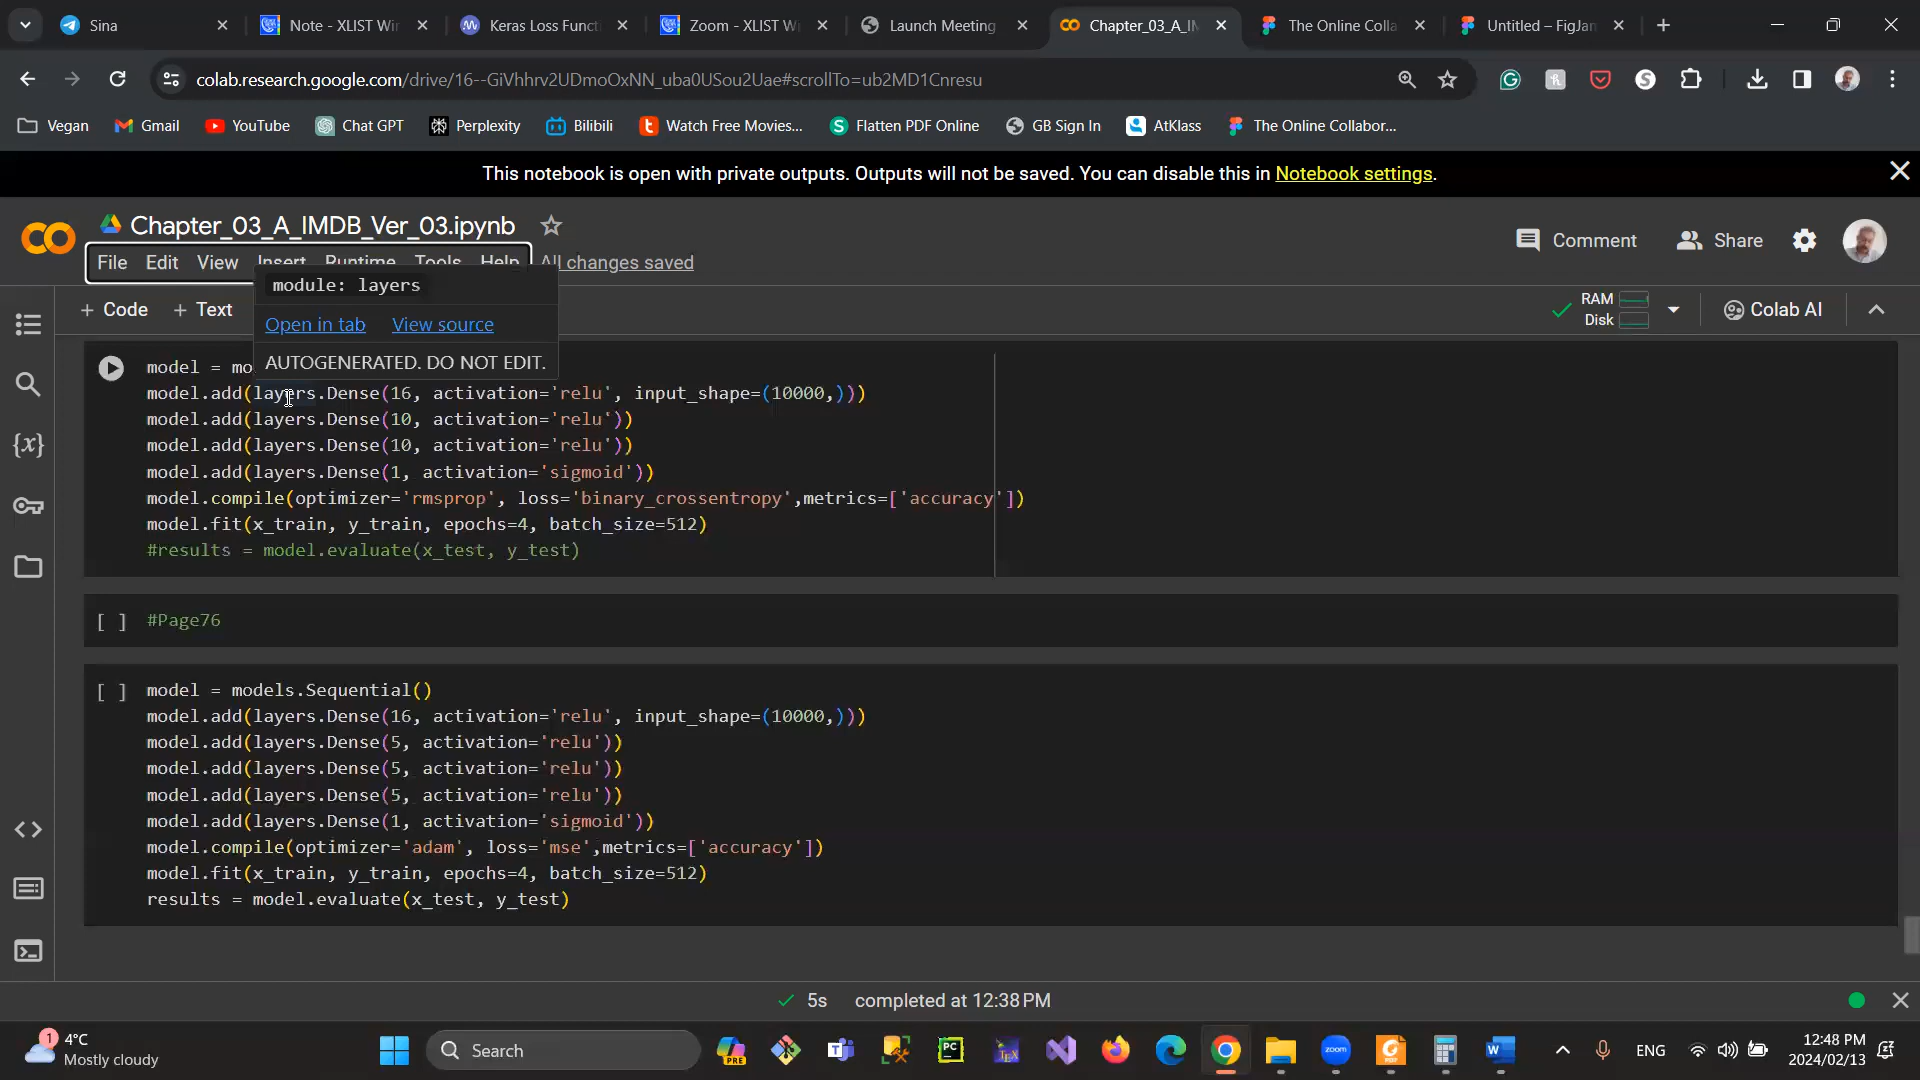 Sina
Note - XLIST Wir
Keras Loss Funct
Zoom - XLIST W
Launch Meeting
Chapter_03_A_IM
The Online Colla
Untitled – FigJan
colab.research.google.com/drive/16--GiVhhrv2UDmoOxNN_uba0USou2Uae#scrollTo=ub2MD1Cnresu
Vegan
Gmail
YouTube
Chat GPT
Perplexity
Bilibili
Watch Free Movies...
Flatten PDF Online
GB Sign In
AtKlass
The Online Collabor...
This notebook is open with private outputs. Outputs will not be saved. You can disable this in Notebook settings.
Chapter_03_A_IMDB_Ver_03.ipynb
Comment
Share
File Edit View Insert Runtime Tools Help All changes saved
module: layers
Open in tab View source
AUTOGENERATED. DO NOT EDIT.
+ Code + Text
RAM
Disk
Colab AI
model = mo
model.add(layers.Dense(16, activation='relu', input_shape=(10000,)))
model.add(layers.Dense(10, activation='relu'))
model.add(layers.Dense(10, activation='relu'))
model.add(layers.Dense(1, activation='sigmoid'))
model.compile(optimizer='rmsprop', loss='binary_crossentropy',metrics=['accuracy'])
model.fit(x_train, y_train, epochs=4, batch_size=512)
#results = model.evaluate(x_test, y_test)
[ ] #Page76
[ ] model = models.Sequential()
model.add(layers.Dense(16, activation='relu', input_shape=(10000,)))
model.add(layers.Dense(5, activation='relu'))
model.add(layers.Dense(5, activation='relu'))
model.add(layers.Dense(5, activation='relu'))
model.add(layers.Dense(1, activation='sigmoid'))
model.compile(optimizer='adam', loss='mse',metrics=['accuracy'])
model.fit(x_train, y_train, epochs=4, batch_size=512)
results = model.evaluate(x_test, y_test)
{x}
5s completed at 12:38 PM
1
4°C
Mostly cloudy
Search
PRE
PC
TEX
zoom
PDF
W
ENG
12:48 PM
2024/02/13